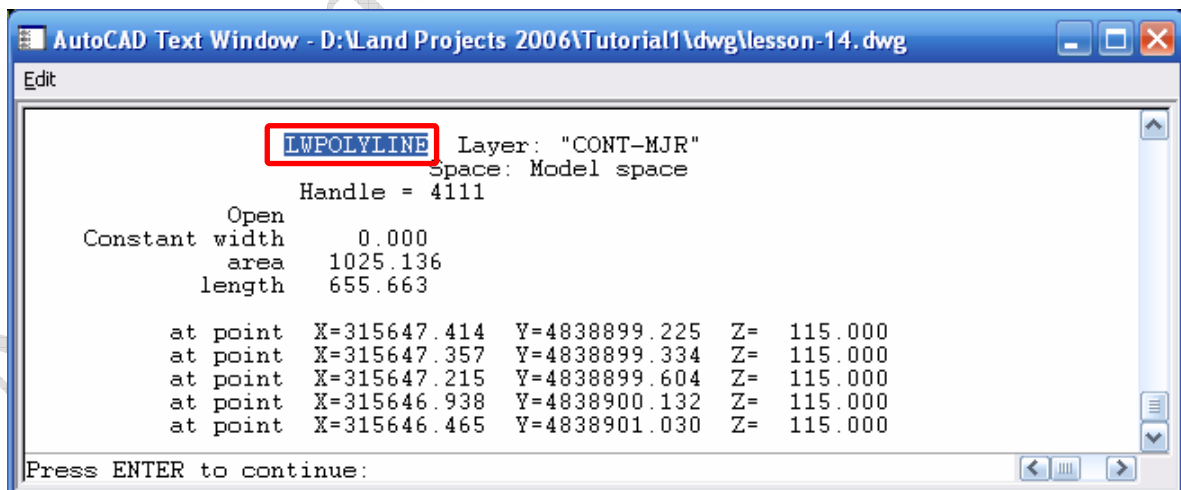 AutoCAD Text Window - D:\Land Projects 2006\Tutorial1\dwg\lesson-14.dwg
Edit
LWPOLYLINE Layer: "CONT-MJR"
Space: Model space
Handle = 4111
Open
Constant width 0.000
area 1025.136
length 655.663
at point X=315647.414 Y=4838899.225 Z= 115.000
at point X=315647.357 Y=4838899.334 Z= 115.000
at point X=315647.215 Y=4838899.604 Z= 115.000
at point X=315646.938 Y=4838900.132 Z= 115.000
at point X=315646.465 Y=4838901.030 Z= 115.000
Press ENTER to continue: